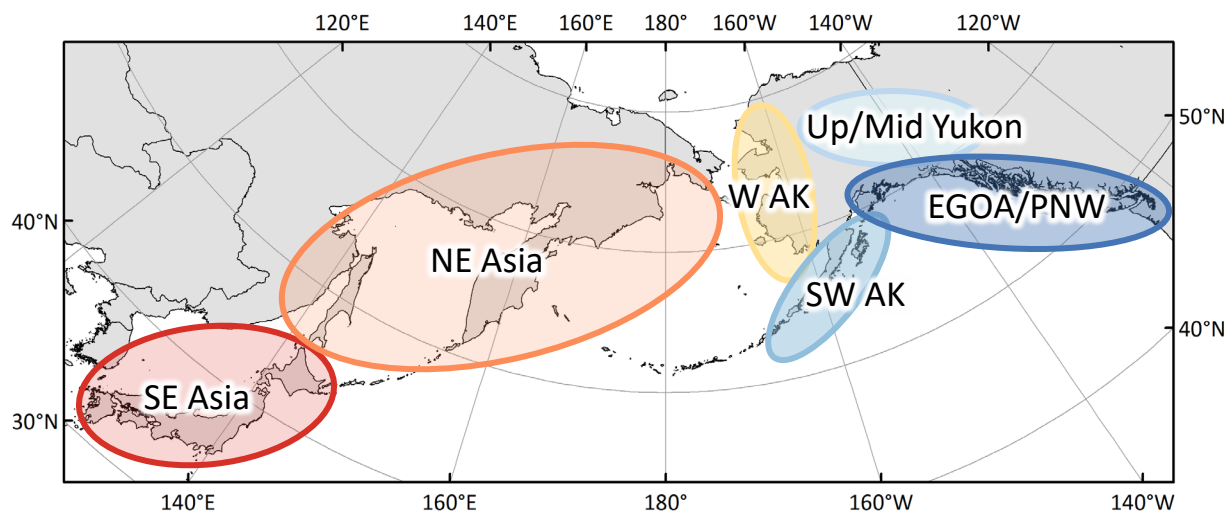 120°E 140°E 160°E 180° 160°W 140°W 120°W
50°N
Up/Mid Yukon
W AK
EGOA/PNW
40°N
NE Asia
SW AK
40°N
SE Asia
30°N
140°E 160°E 180° 160°W 140°W